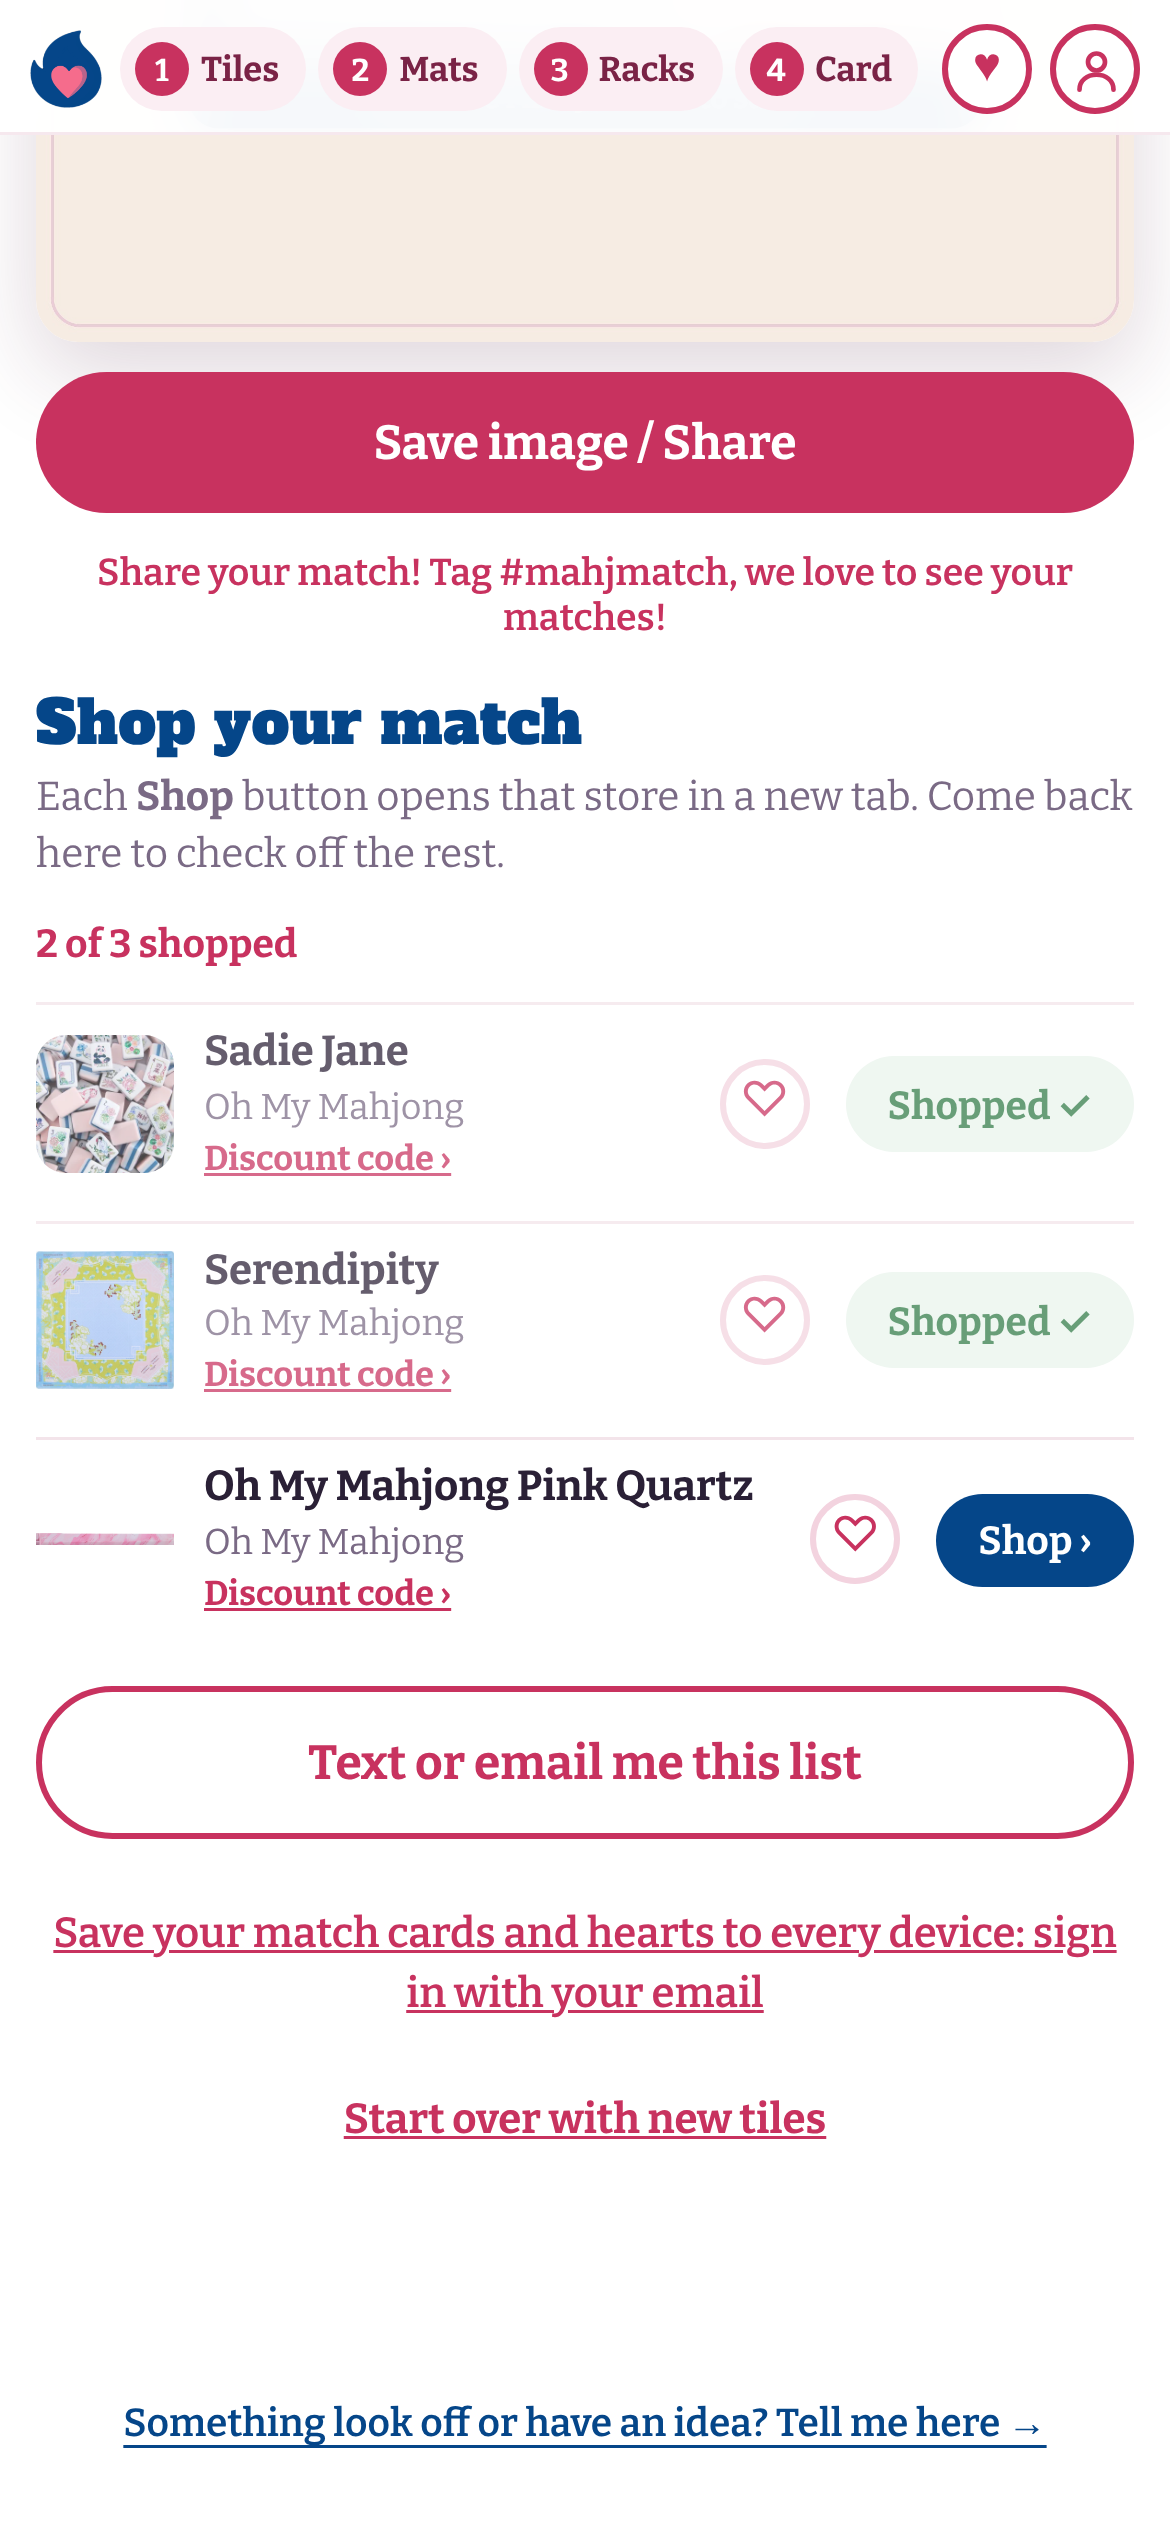 1 Tiles 2 Mats 3 Racks 4 Card
Save image / Share
Share your match! Tag #mahjmatch, we love to see your
matches!
Shop your match
Each Shop button opens that store in a new tab. Come back
here to check off the rest.
2 of 3 shopped
Sadie Jane
Oh My Mahjong
Discount code ›
Shopped ✓
Serendipity
Oh My Mahjong
Discount code ›
Shopped ✓
Oh My Mahjong Pink Quartz
Oh My Mahjong
Discount code ›
Shop ›
Text or email me this list
Save your match cards and hearts to every device: sign
in with your email
Start over with new tiles
Something look off or have an idea? Tell me here →